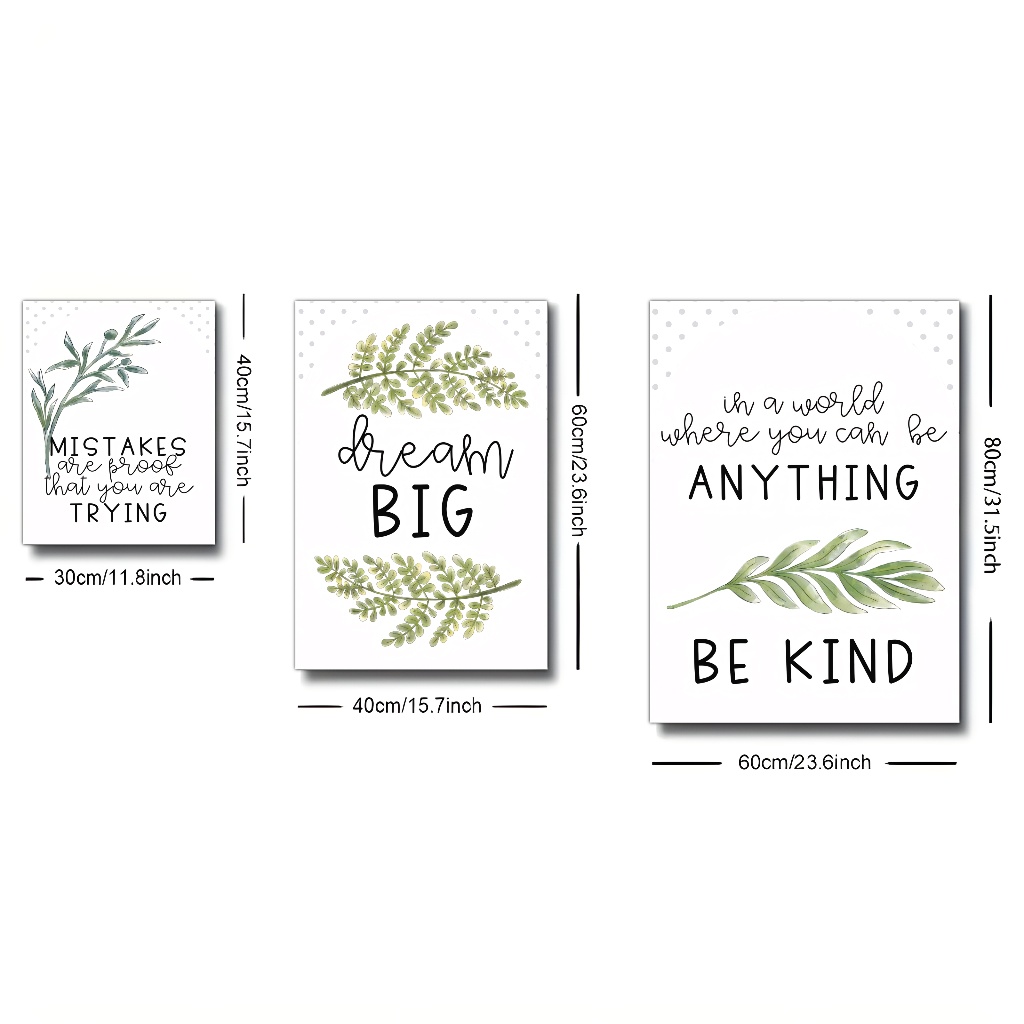 MISTAKES
are proof
that you are
TRYING
40cm/15.7inch
30cm/11.8inch
dream
BIG
60cm/23.6inch
40cm/15.7inch
in a world
where you can be
ANYTHING
BE KIND
80cm/31.5inch
60cm/23.6inch